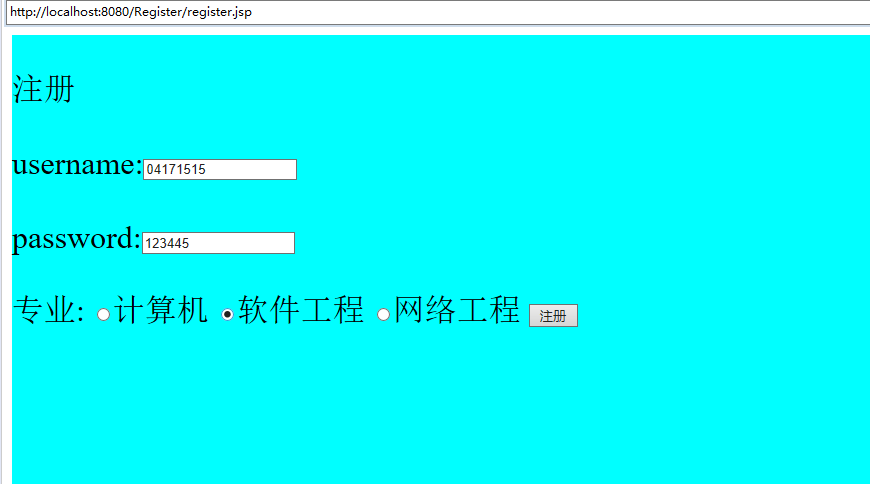 http://localhost:8080/Register/register.jsp
注册
username:04171515
password:123445
专业: 计算机 软件工程 网络工程 注册